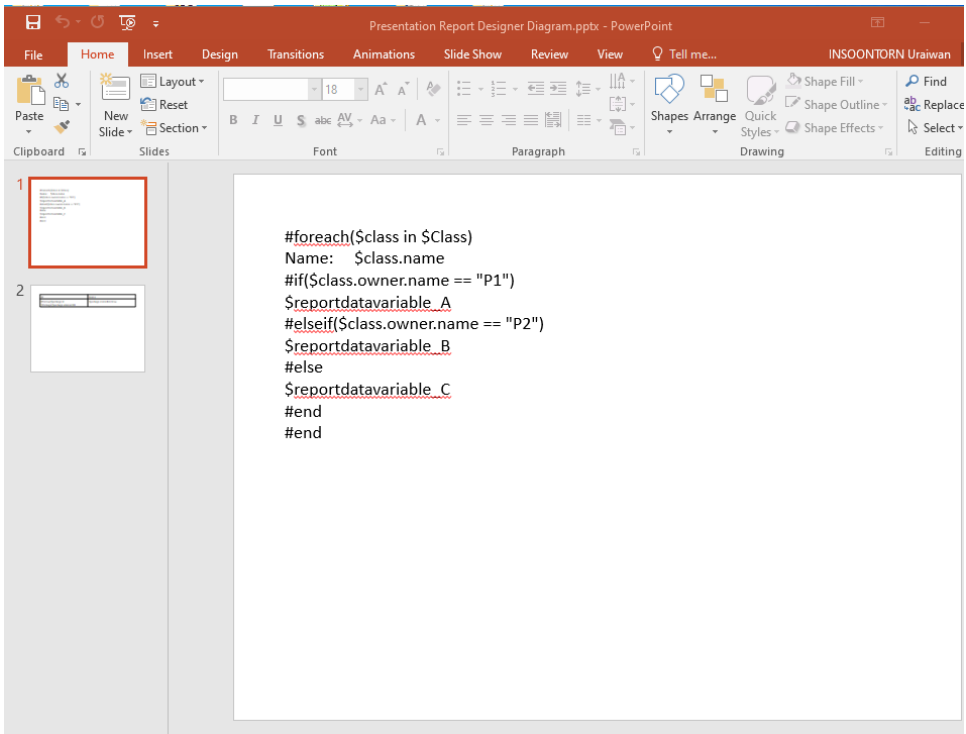 Presentation Report Designer Diagram.pptx - PowerPoint
File Home Insert Design Transitions Animations Slide Show Review View Tell me... INSOONTORN Uraiwan
Paste
New
Slide
Layout
Reset
Section
18
B I U S abc AV Aa A
Shapes Arrange Quick
Styles
Shape Fill
Shape Outline
Shape Effects
Find
Replace
Select
Clipboard Slides Font Paragraph Drawing Editing
1
2
#foreach($class in $Class)
Name: $class.name
#if($class.owner.name == "P1")
$reportdatavariable_A
#elseif($class.owner.name == "P2")
$reportdatavariable_B
#else
$reportdatavariable_C
#end
#end